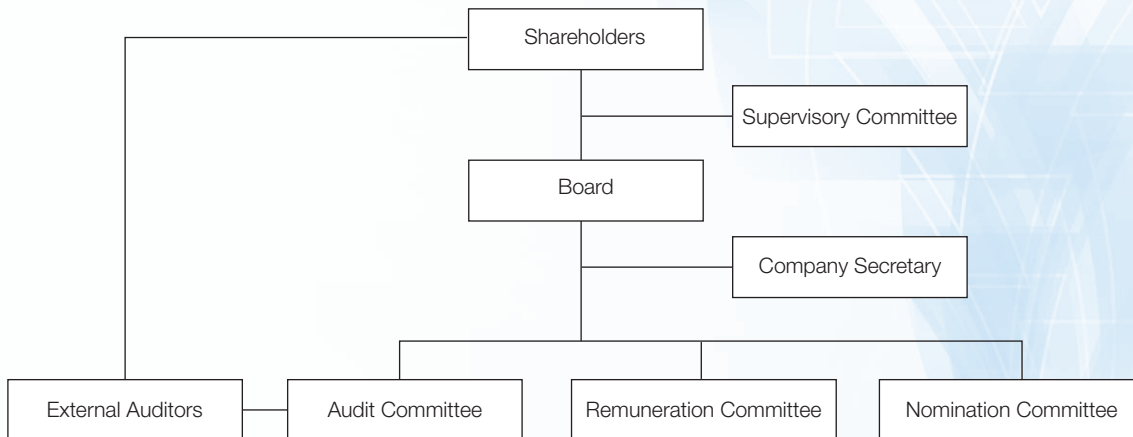 Shareholders
Supervisory Committee
Board
Company Secretary
External Auditors
Audit Committee
Remuneration Committee
Nomination Committee